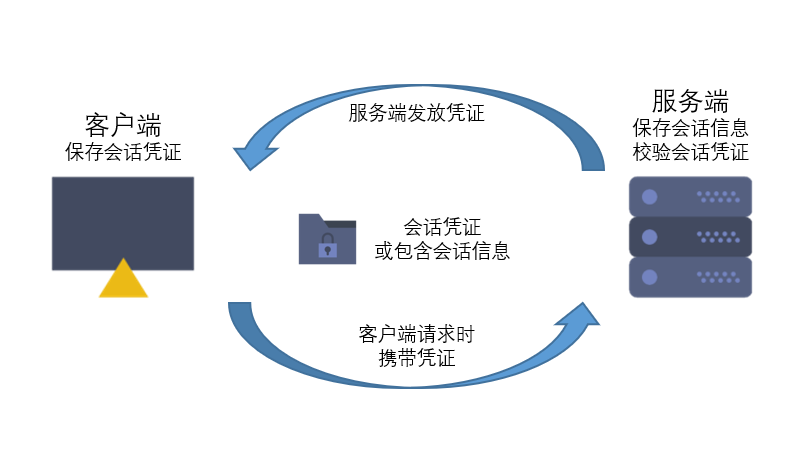 客户端
保存会话凭证
服务端发放凭证
服务端
保存会话信息
校验会话凭证
会话凭证
或包含会话信息
客户端请求时
携带凭证